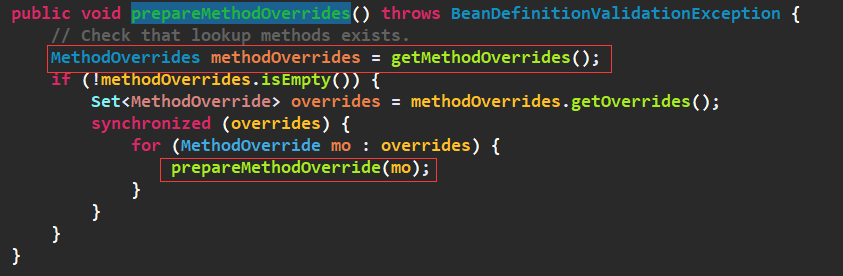 public void prepareMethodOverrides() throws BeanDefinitionValidationException {
// Check that lookup methods exists.
MethodOverrides methodOverrides = getMethodOverrides();
if (!methodOverrides.isEmpty()) {
Set<MethodOverride> overrides = methodOverrides.getOverrides();
synchronized (overrides) {
for (MethodOverride mo : overrides) {
prepareMethodOverride(mo);
}
}
}
}